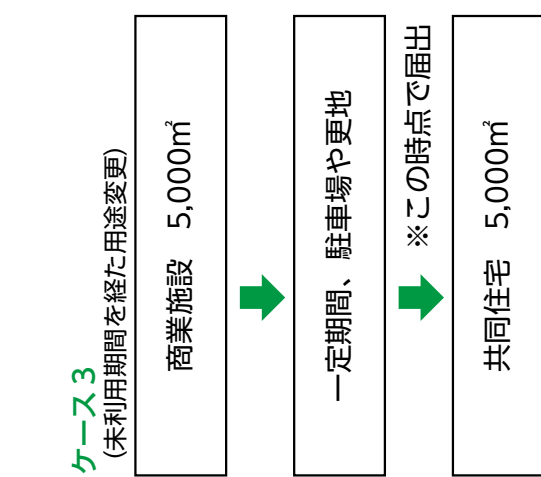 ケース3
(未利用期間を経た用途変更)
商業施設　5,000㎡
一定期間、駐車場や更地
※この時点で届出
共同住宅　5,000㎡